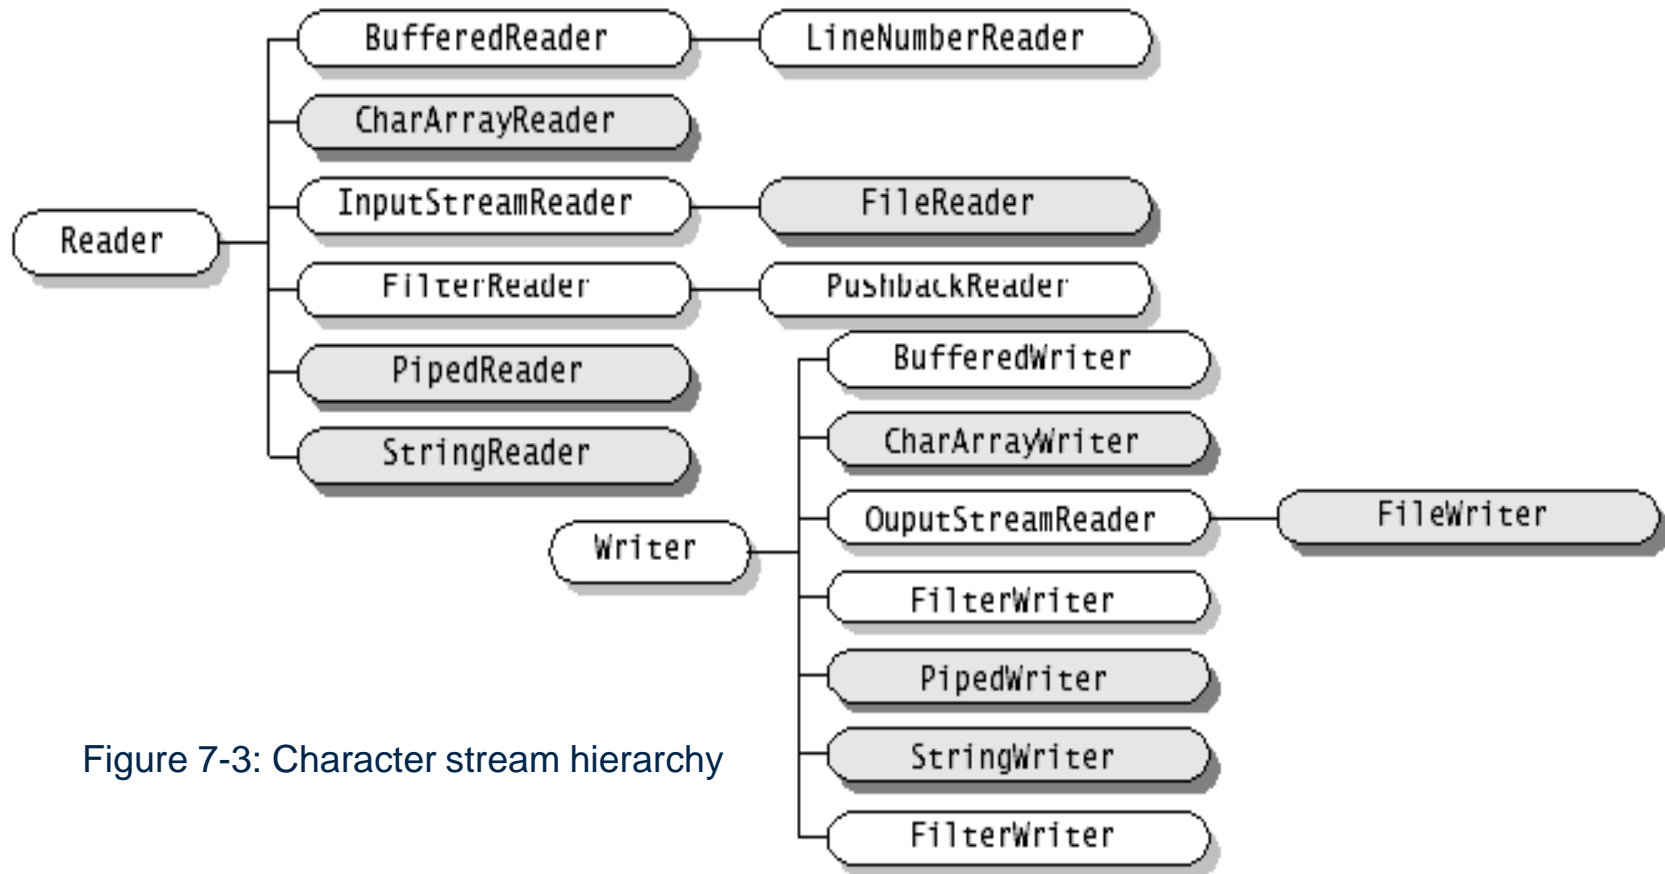 BufferedReader
LineNumberReader
CharArrayReader
InputStreamReader
FileReader
Reader
FilterReader
PushbackReader
PipedReader
StringReader
BufferedWriter
CharArrayWriter
OuputStreamReader
FileWriter
Writer
FilterWriter
PipedWriter
StringWriter
FilterWriter
Figure 7-3: Character stream hierarchy